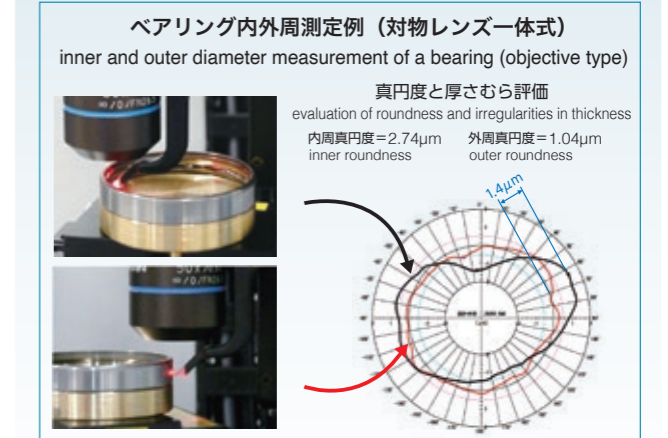 ベアリング内外周測定例（対物レンズ一体式）
inner and outer diameter measurement of a bearing (objective type)
真円度と厚さむら評価
evaluation of roundness and irregularities in thickness
内周真円度＝2.74μm 外周真円度＝1.04μm
inner roundness outer roundness
1.4μm